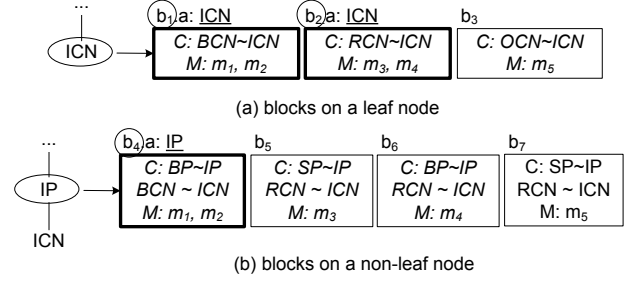 ...
b1.a: ICN b2.a: ICN b3
ICN
C: BCN~ICN C: RCN~ICN C: OCN~ICN
M: m1, m2 M: m3, m4 M: m5
(a) blocks on a leaf node
...
b4.a: IP b5 b6 b7
IP
C: BP~IP C: SP~IP C: BP~IP C: SP~IP
BCN ~ ICN RCN ~ ICN RCN ~ ICN RCN ~ ICN
M: m1, m2 M: m3 M: m4 M: m5
ICN
(b) blocks on a non-leaf node